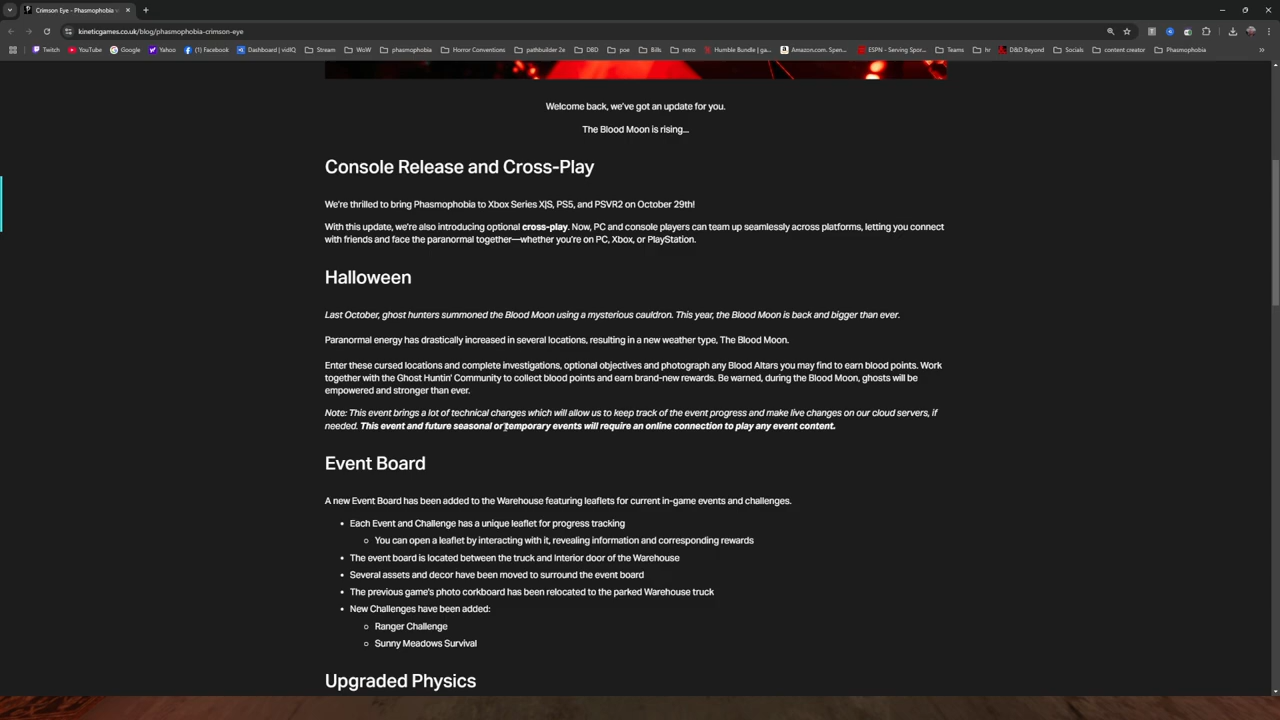 Crimson Eye | Phasmophobia
kineticgames.co.uk/blog/phasmophobia-crimson-eye
Twitch YouTube Google Yahoo (1) Facebook Dashboard | vidIQ Stream WoW phasmophobia Horror Conventions pathbuilder 2e DBD poe Bills retro Humble Bundle | ga... Amazon.com. Spen... ESPN - Serving Spor... Teams hr D&D Beyond Socials content creator Phasmophobia
Welcome back, we've got an update for you.
The Blood Moon is rising...
Console Release and Cross-Play
We're thrilled to bring Phasmophobia to Xbox Series X|S, PS5, and PSVR2 on October 29th!
With this update, we're also introducing optional cross-play. Now, PC and console players can team up seamlessly across platforms, letting you connect
with friends and face the paranormal together—whether you're on PC, Xbox, or PlayStation.
Halloween
Last October, ghost hunters summoned the Blood Moon using a mysterious cauldron. This year, the Blood Moon is back and bigger than ever.
Paranormal energy has drastically increased in several locations, resulting in a new weather type, The Blood Moon.
Enter these cursed locations and complete investigations, optional objectives and photograph any Blood Altars you may find to earn blood points. Work
together with the Ghost Huntin' Community to collect blood points and earn brand-new rewards. Be warned, during the Blood Moon, ghosts will be
empowered and stronger than ever.
Note: This event brings a lot of technical changes which will allow us to keep track of the event progress and make live changes on our cloud servers, if
needed. This event and future seasonal or temporary events will require an online connection to play any event content.
Event Board
A new Event Board has been added to the Warehouse featuring leaflets for current in-game events and challenges.
• Each Event and Challenge has a unique leaflet for progress tracking
○ You can open a leaflet by interacting with it, revealing information and corresponding rewards
• The event board is located between the truck and Interior door of the Warehouse
• Several assets and decor have been moved to surround the event board
• The previous game's photo corkboard has been relocated to the parked Warehouse truck
• New Challenges have been added:
○ Ranger Challenge
○ Sunny Meadows Survival
Upgraded Physics